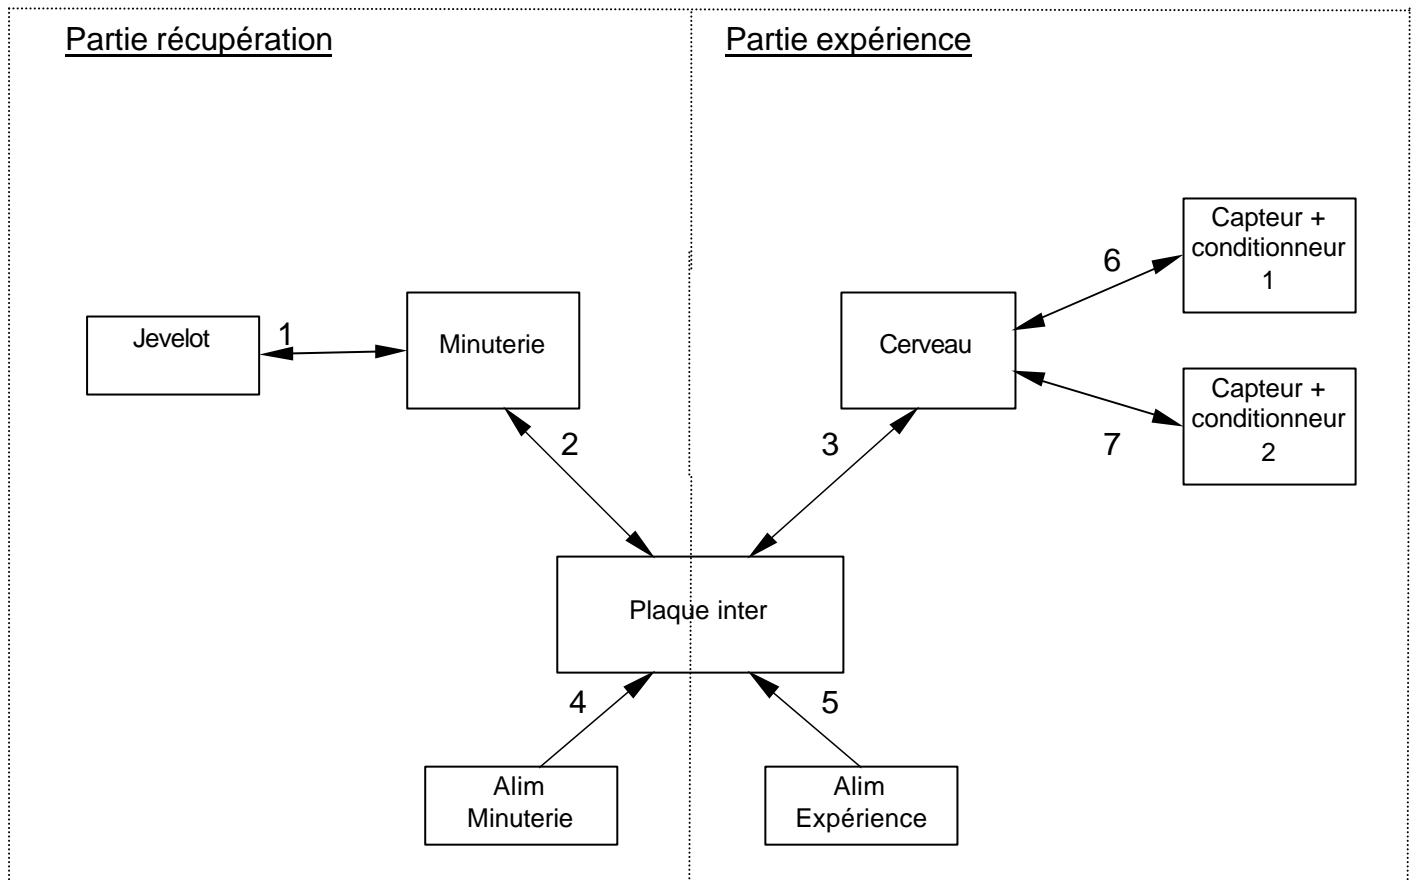 Partie récupération
Partie expérience
Capteur +
conditionneur
1
6
1
Jevelot
Minuterie
Cerveau
Capteur +
conditionneur
2
2
3
7
Plaque inter
4
5
Alim
Minuterie
Alim
Expérience